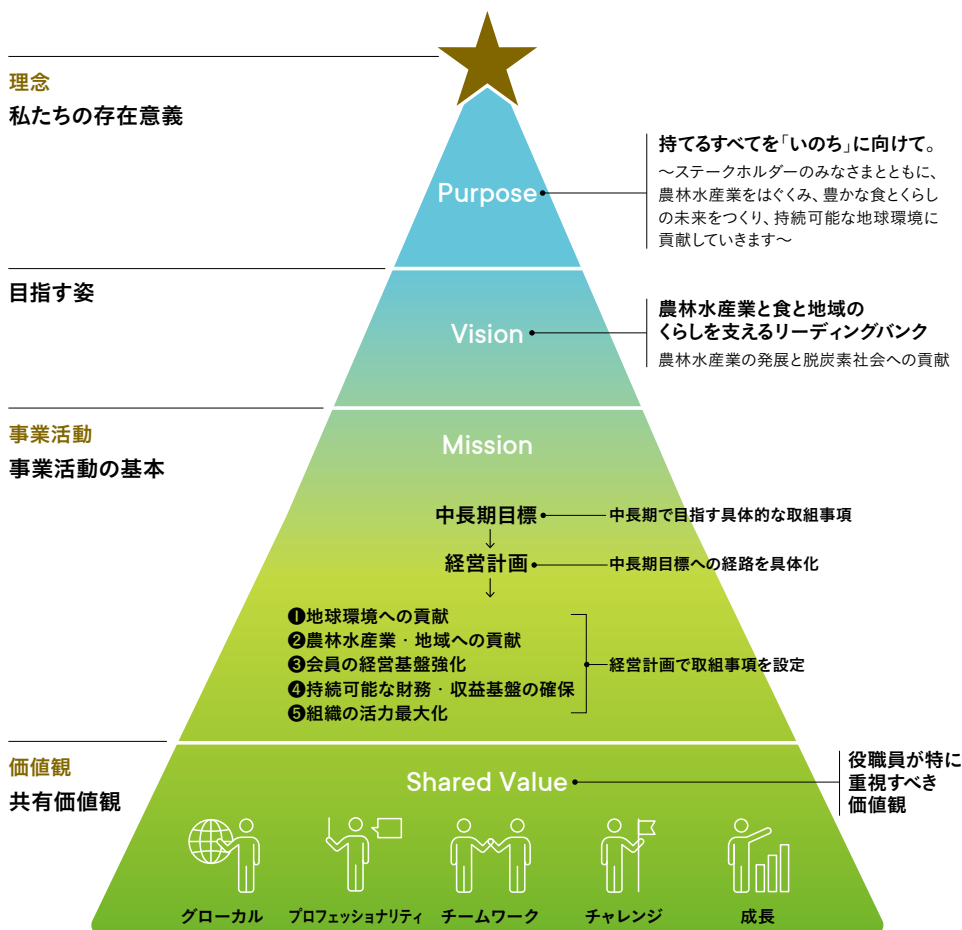 理念
私たちの存在意義
Purpose
持てるすべてを「いのち」に向けて。
～ステークホルダーのみなさまとともに、
農林水産業をはぐくみ、豊かな食とくらし
の未来をつくり、持続可能な地球環境に
貢献していきます～
目指す姿
Vision
農林水産業と食と地域の
くらしを支えるリーディングバンク
農林水産業の発展と脱炭素社会への貢献
事業活動
事業活動の基本
Mission
中長期目標
中長期で目指す具体的な取組事項
↓
経営計画
中長期目標への経路を具体化
↓
❶地球環境への貢献
❷農林水産業・地域への貢献
❸会員の経営基盤強化
❹持続可能な財務・収益基盤の確保
❺組織の活力最大化
経営計画で取組事項を設定
価値観
共有価値観
Shared Value
役職員が特に
重視すべき
価値観
グローカル
プロフェッショナリティ
チームワーク
チャレンジ
成長